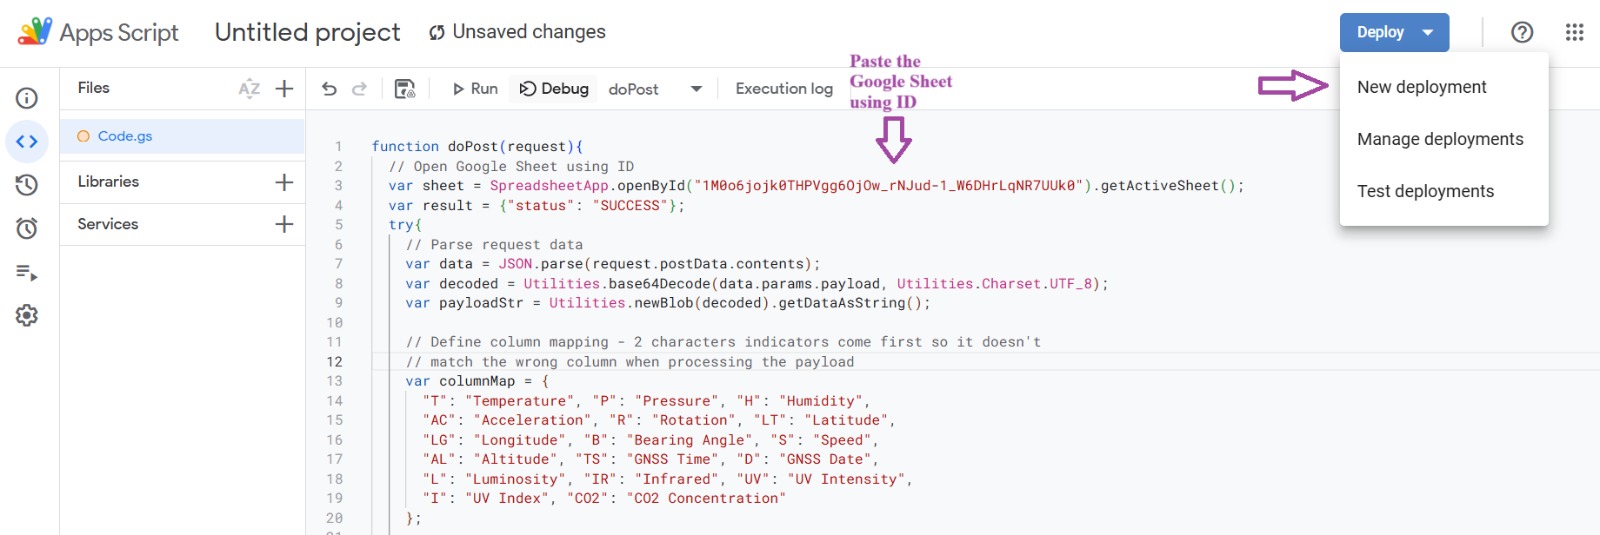 Apps Script
Untitled project
Unsaved changes
Deploy
Files
AZ
Run
Debug
doPost
Execution log
Paste the
Google Sheet
using ID
New deployment
Manage deployments
Test deployments
Code.gs
Libraries
Services
1 function doPost(request){
2 // Open Google Sheet using ID
3 var sheet = SpreadsheetApp.openById("1M0o6jojk0THPVgg6OjOw_rNJud-1_W6DHrLqNR7UUk0").getActiveSheet();
4 var result = {"status": "SUCCESS"};
5 try{
6 // Parse request data
7 var data = JSON.parse(request.postData.contents);
8 var decoded = Utilities.base64Decode(data.params.payload, Utilities.Charset.UTF_8);
9 var payloadStr = Utilities.newBlob(decoded).getDataAsString();
10
11 // Define column mapping - 2 characters indicators come first so it doesn't
12 // match the wrong column when processing the payload
13 var columnMap = {
14 "T": "Temperature", "P": "Pressure", "H": "Humidity",
15 "AC": "Acceleration", "R": "Rotation", "LT": "Latitude",
16 "LG": "Longitude", "B": "Bearing Angle", "S": "Speed",
17 "AL": "Altitude", "TS": "GNSS Time", "D": "GNSS Date",
18 "L": "Luminosity", "IR": "Infrared", "UV": "UV Intensity",
19 "I": "UV Index", "CO2": "CO2 Concentration"
20 };